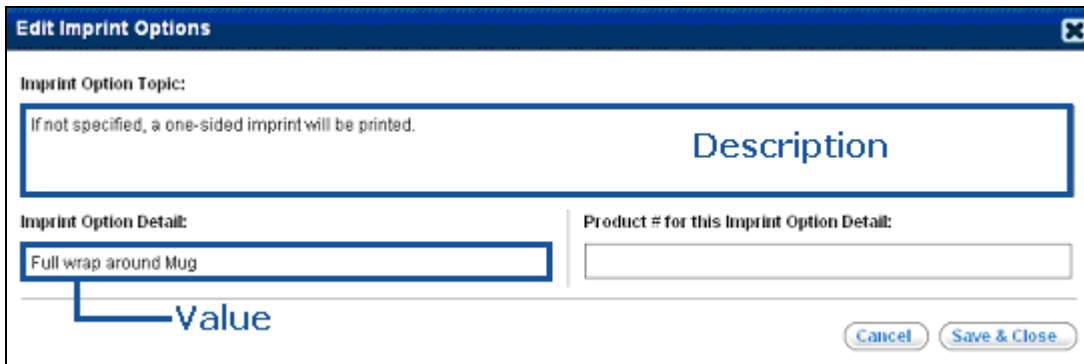 Edit Imprint Options
Imprint Option Topic:
If not specified, a one-sided imprint will be printed.
Description
Imprint Option Detail:
Product # for this Imprint Option Detail:
Full wrap around Mug
Value
Cancel
Save & Close